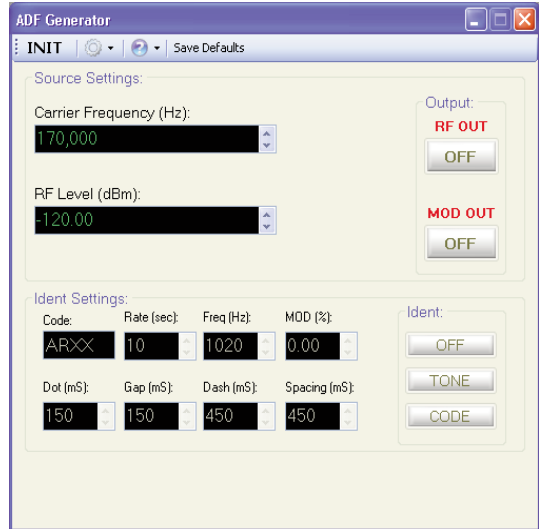 ADF Generator
INIT Save Defaults
Source Settings:
Carrier Frequency (Hz):
170,000
RF Level (dBm):
-120.00
Output:
RF OUT
OFF
MOD OUT
OFF
Ident Settings:
Code: Rate (sec): Freq (Hz): MOD (%):
ARXX 10 1020 0.00
Dot (mS): Gap (mS): Dash (mS): Spacing (mS):
150 150 450 450
Ident:
OFF
TONE
CODE